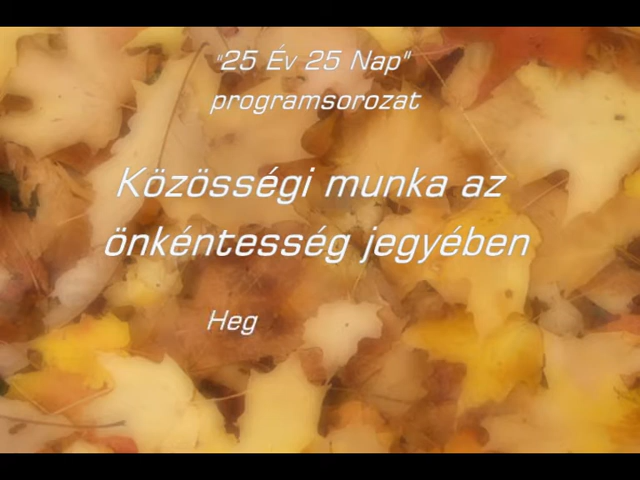 "25 Év 25 Nap"
programsorozat
Közösségi munka az
önkéntesség jegyében
Heg